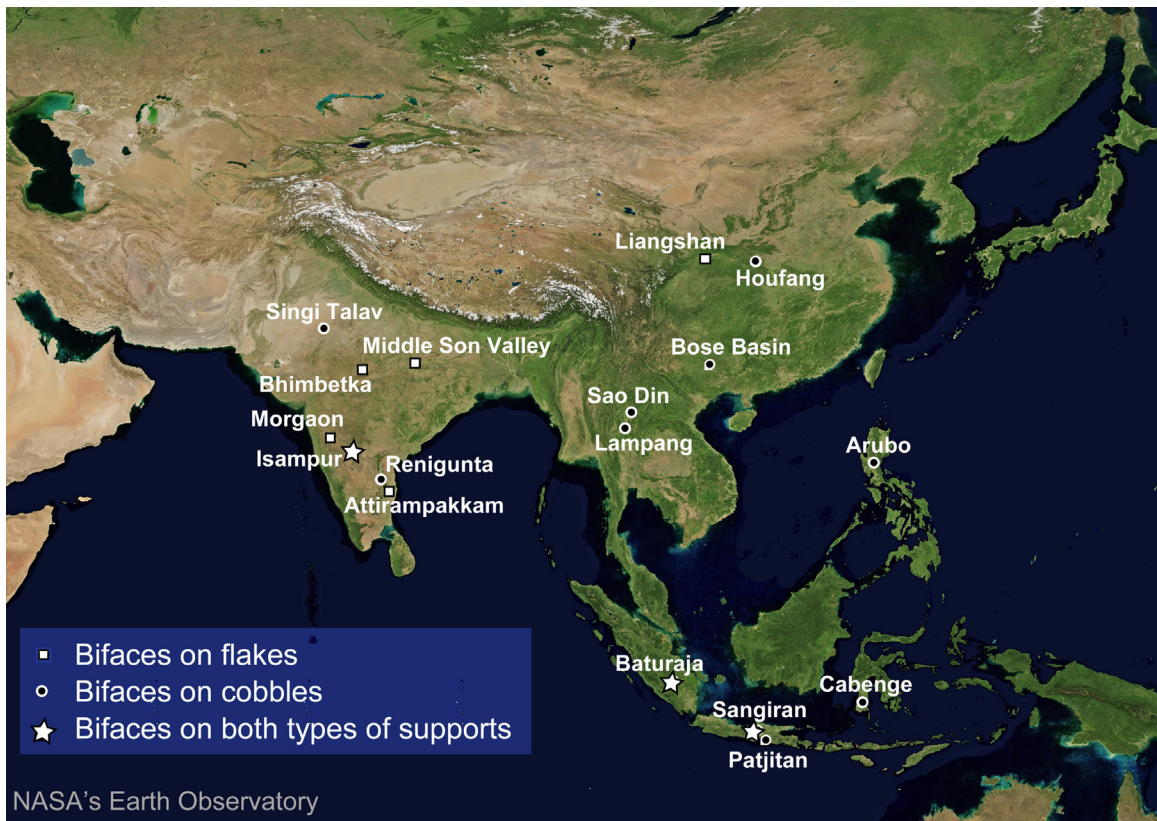 Liangshan
Houfang
Singi Talav
Middle Son Valley
Bose Basin
Bhimbetka
Sao Din
Morgaon
Lampang
Arubo
Isampur
Renigunta
Attirampakkam
Bifaces on flakes
Baturaja
Bifaces on cobbles
Cabenge
Sangiran
Bifaces on both types of supports
Patjitan
NASA's Earth Observatory